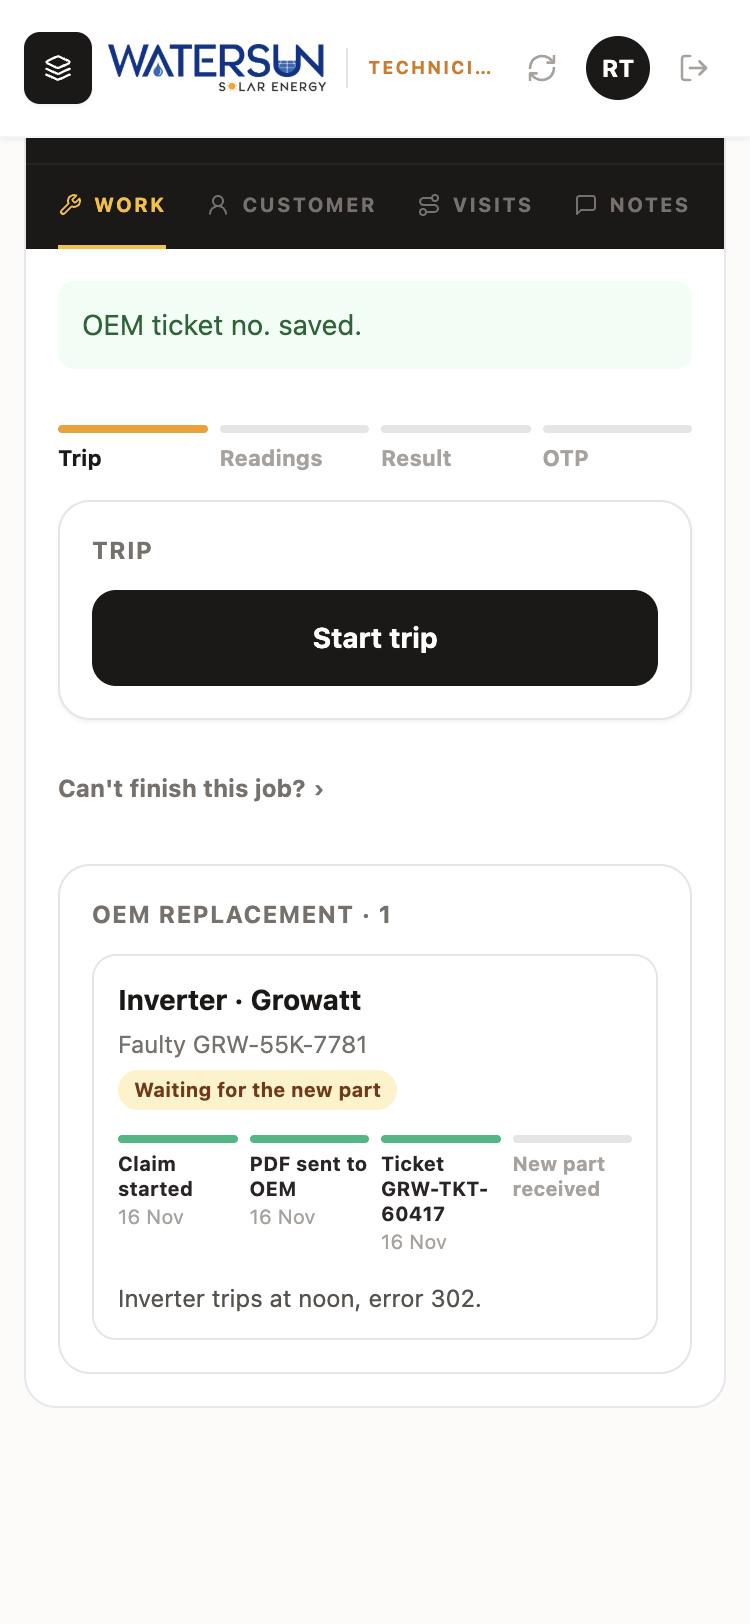 WATERSUN
SOLAR ENERGY
TECHNICI...
RT
WORK
CUSTOMER
VISITS
NOTES
OEM ticket no. saved.
Trip
Readings
Result
OTP
TRIP
Start trip
Can't finish this job? ›
OEM REPLACEMENT · 1
Inverter · Growatt
Faulty GRW-55K-7781
Waiting for the new part
Claim
started
16 Nov
PDF sent to
OEM
16 Nov
Ticket
GRW-TKT-
60417
16 Nov
New part
received
Inverter trips at noon, error 302.